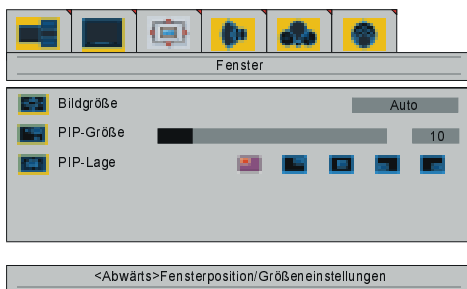 Fenster
Bildgröße Auto
PIP-Größe 10
PIP-Lage
<Abwärts>Fensterposition/Größeneinstellungen